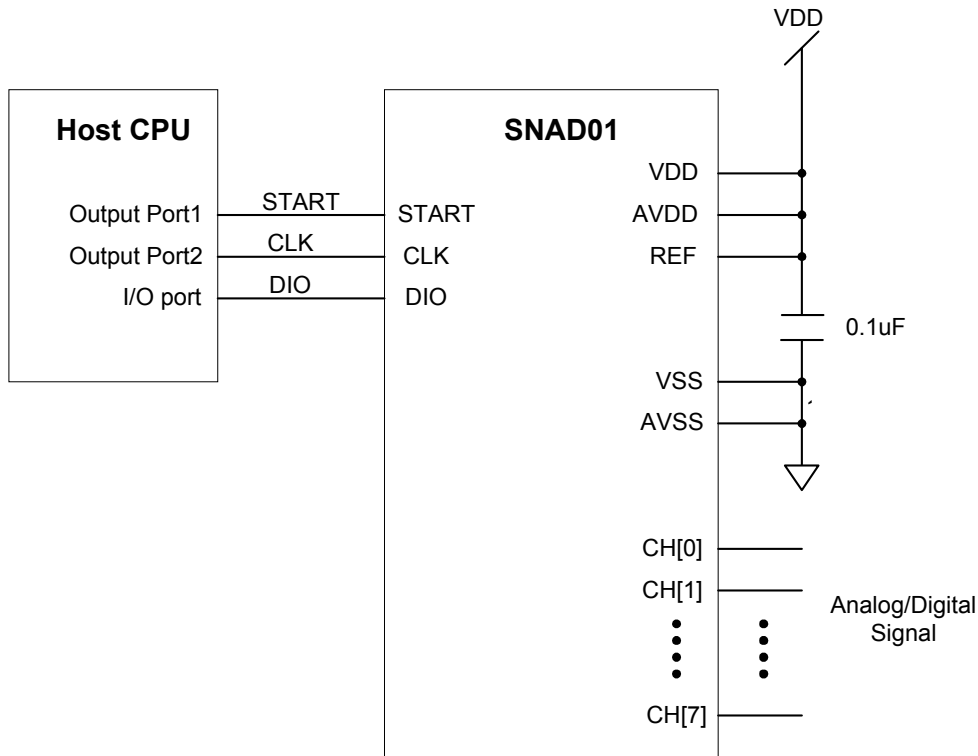 VDD
Host CPU
SNAD01
Output Port1
START
START
Output Port2
CLK
CLK
I/O port
DIO
DIO
VDD
AVDD
REF
0.1uF
VSS
AVSS
CH[0]
CH[1]
CH[7]
Analog/Digital
Signal